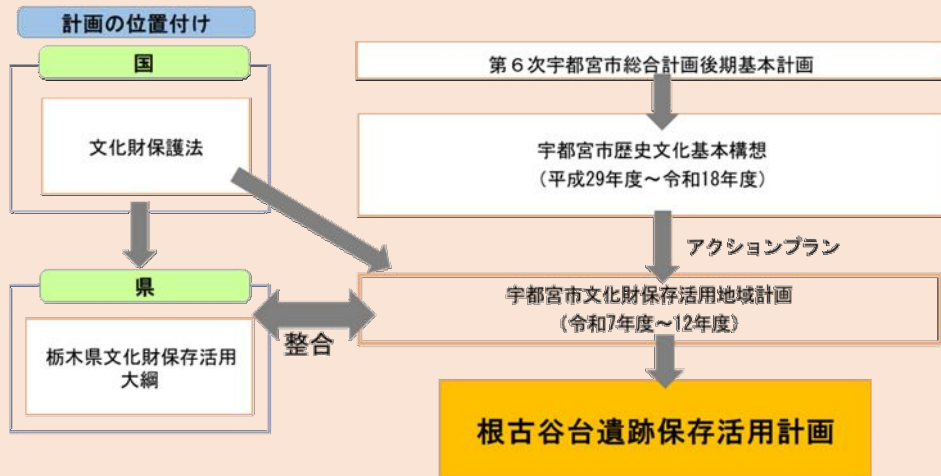 計画の位置付け
国
文化財保護法
県
栃木県文化財保存活用
大綱
整合
第6次宇都宮市総合計画後期基本計画
宇都宮市歴史文化基本構想
(平成29年度~令和18年度)
アクションプラン
宇都宮市文化財保存活用地域計画
(令和7年度~12年度)
根古谷台遺跡保存活用計画